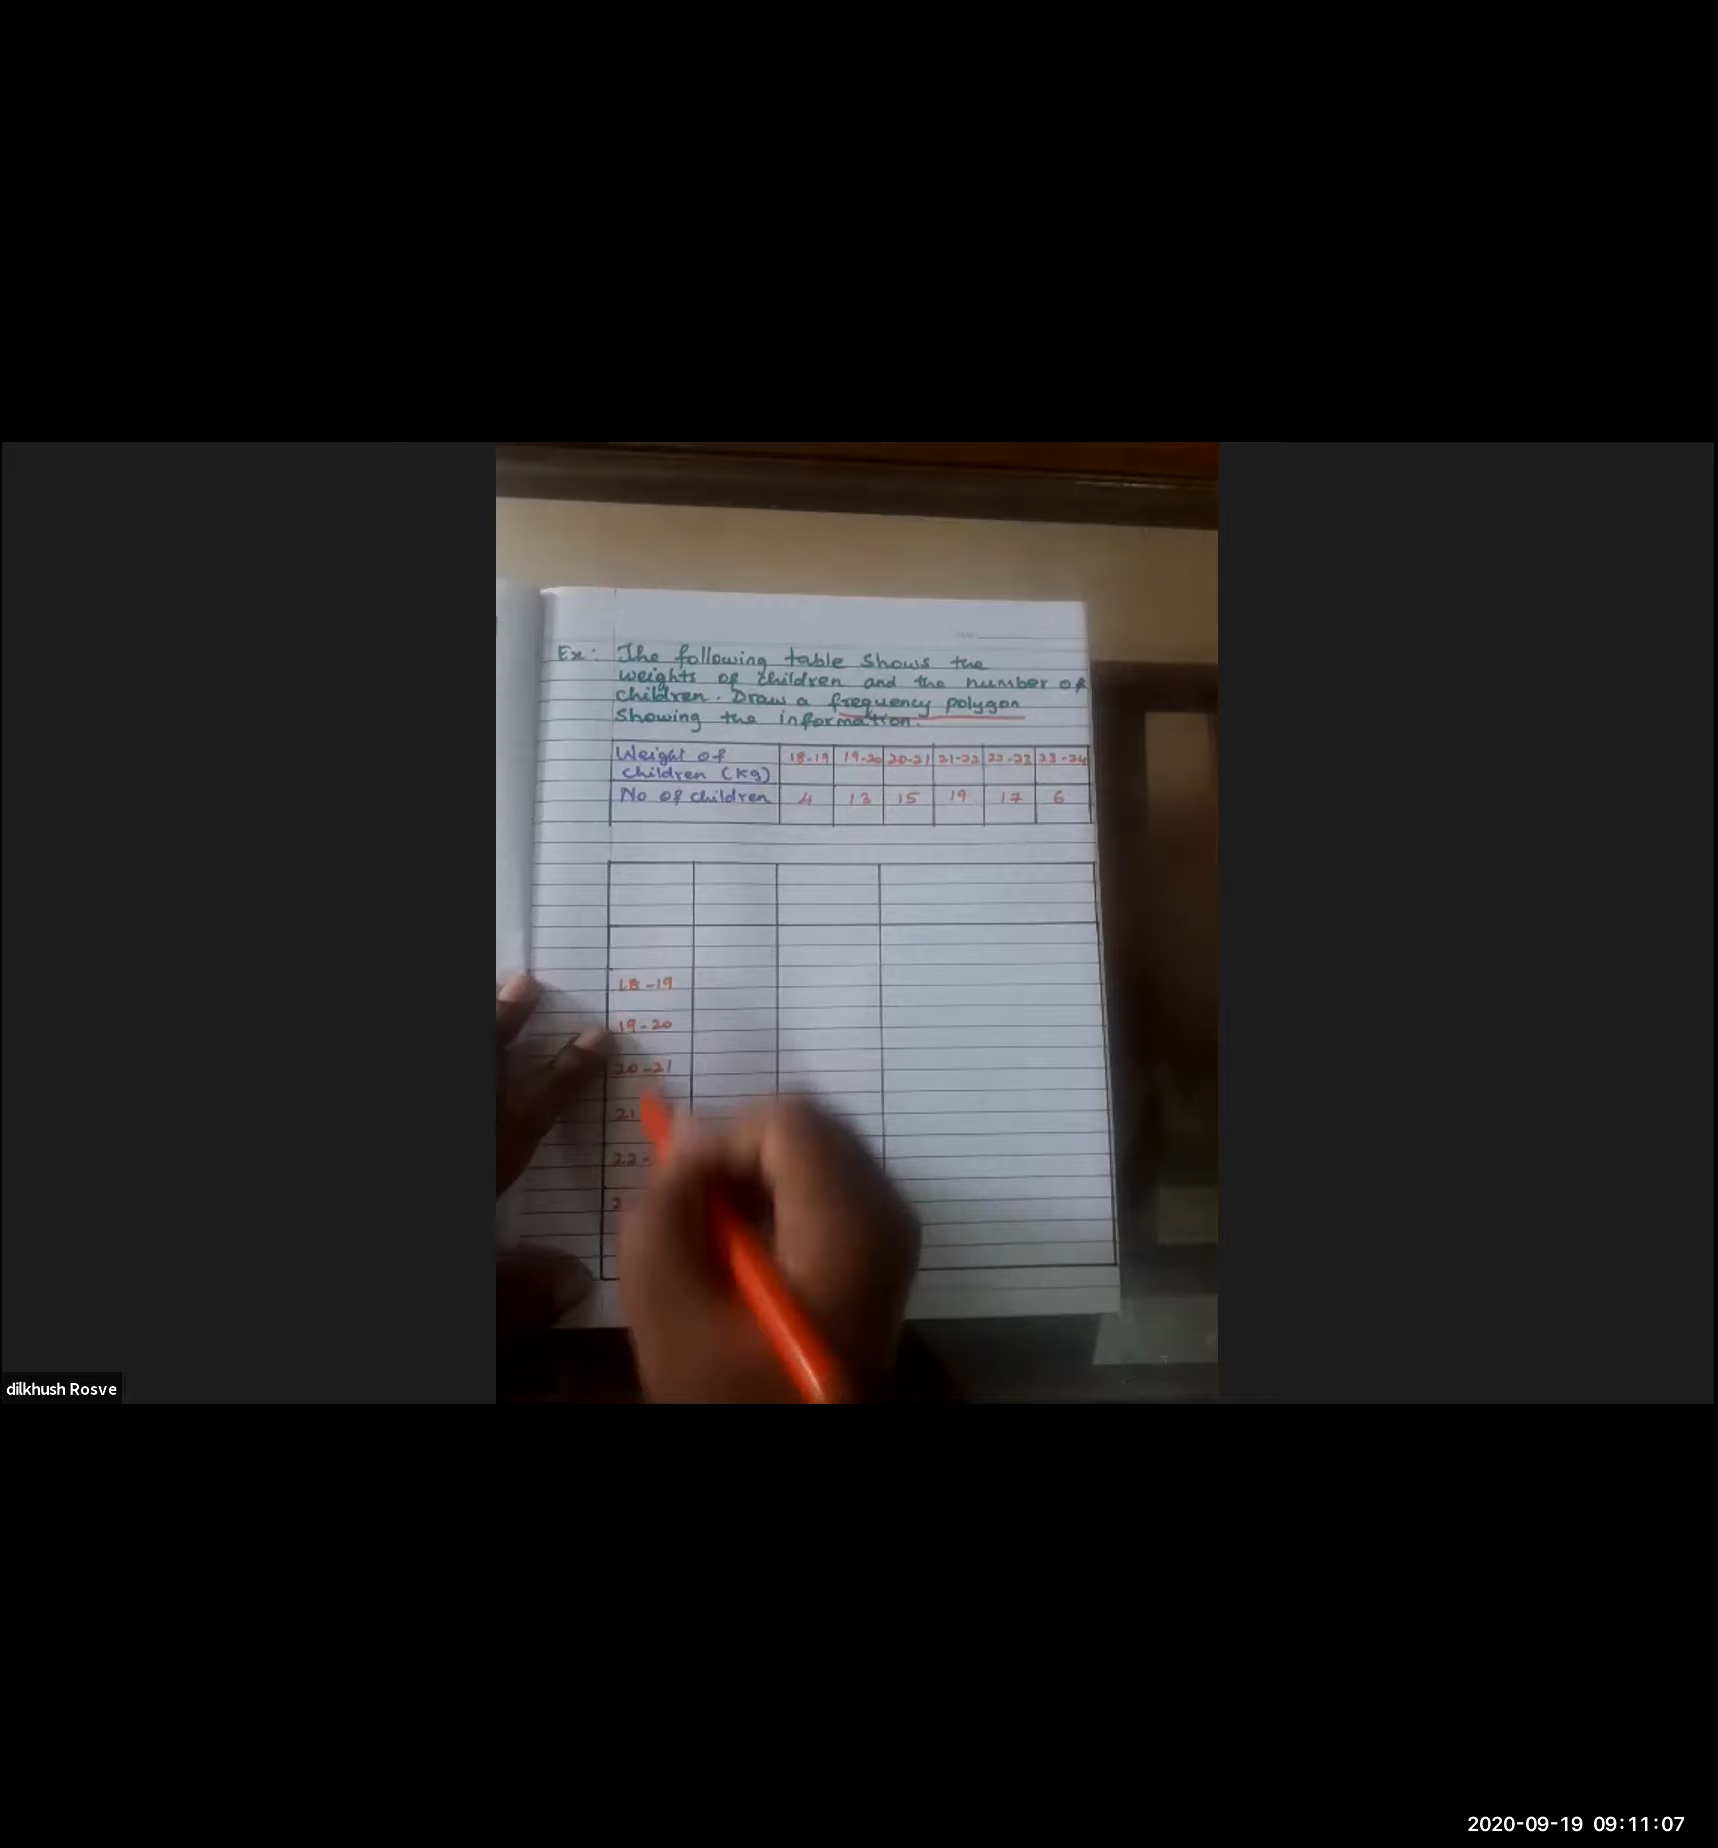 Ex: The following table shows the
weights of children and the number of
children. Draw a frequency polygon
showing the information.
Weight of children (Kg) 18-19 19-20 20-21 21-22 22-23 23-24
No of children 4 13 15 19 17 6
18-19
19-20
20-21
21
22-
2
dilkhush Rosve
2020-09-19 09:11:07